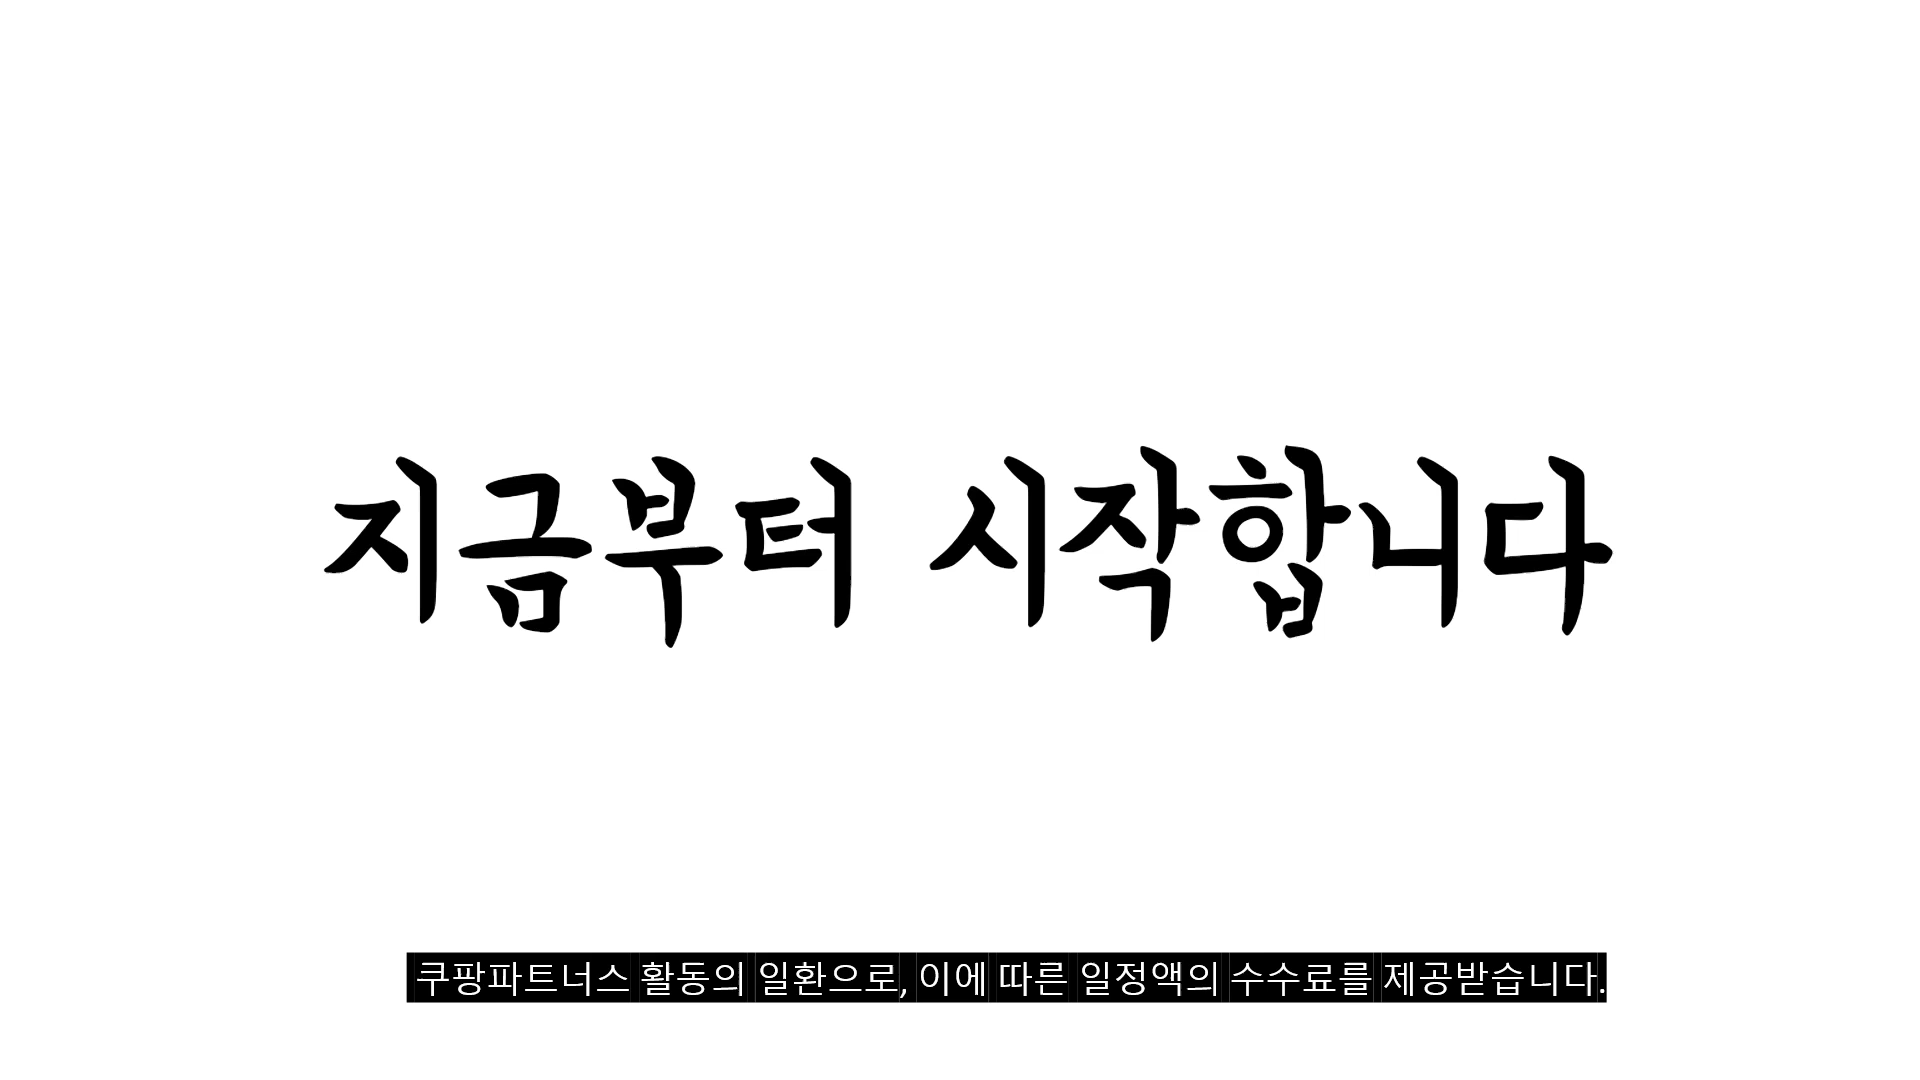 지금부터 시작합니다
쿠팡파트너스 활동의 일환으로, 이에 따른 일정액의 수수료를 제공받습니다.